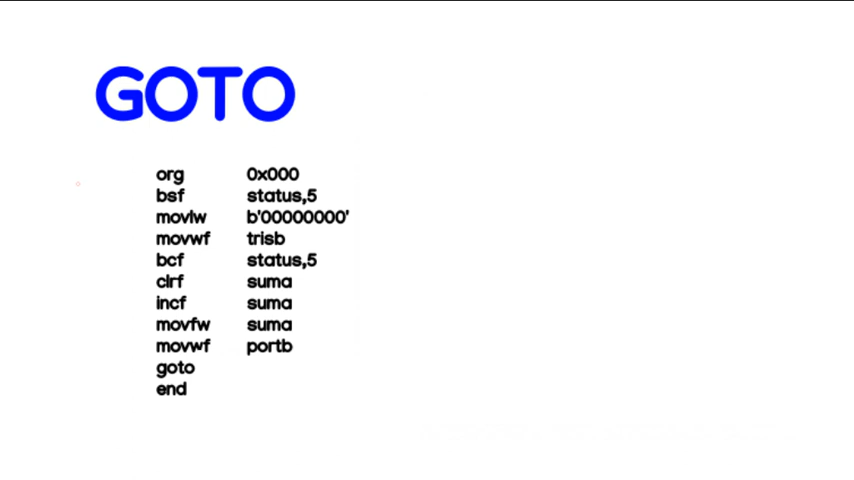 GOTO
org 0x000
bsf status,5
movlw b'00000000'
movwf trisb
bcf status,5
clrf suma
incf suma
movfw suma
movwf portb
goto
end